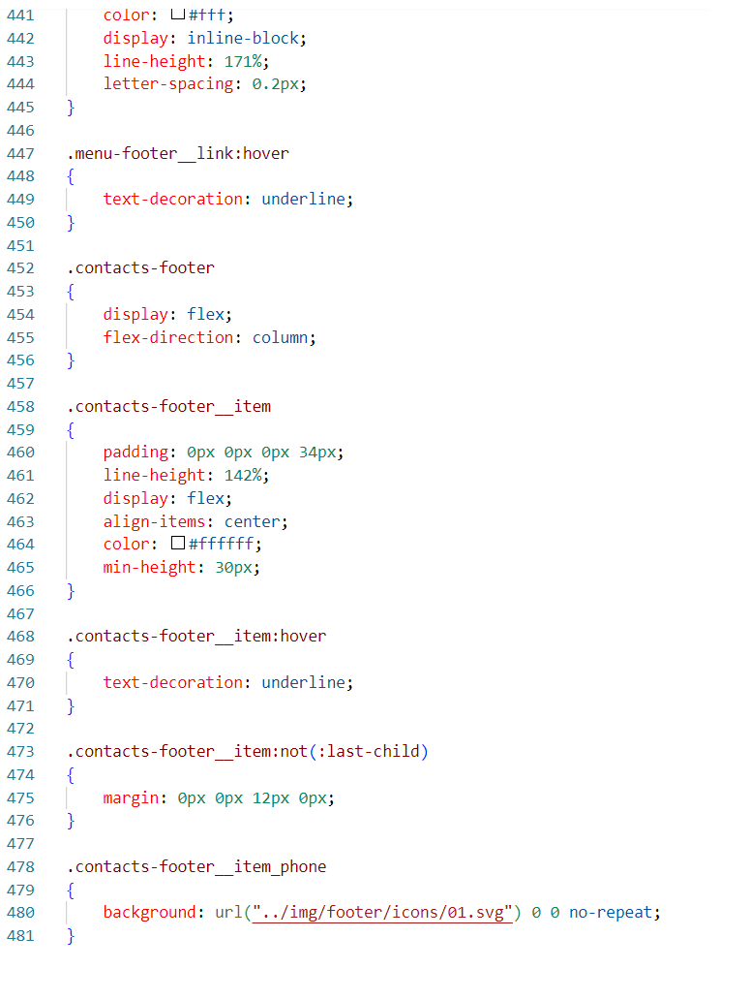 441 color: #fff;
442 display: inline-block;
443 line-height: 171%;
444 letter-spacing: 0.2px;
445 }
446
447 .menu-footer__link:hover
448 {
449 text-decoration: underline;
450 }
451
452 .contacts-footer
453 {
454 display: flex;
455 flex-direction: column;
456 }
457
458 .contacts-footer__item
459 {
460 padding: 0px 0px 0px 34px;
461 line-height: 142%;
462 display: flex;
463 align-items: center;
464 color: #ffffff;
465 min-height: 30px;
466 }
467
468 .contacts-footer__item:hover
469 {
470 text-decoration: underline;
471 }
472
473 .contacts-footer__item:not(:last-child)
474 {
475 margin: 0px 0px 12px 0px;
476 }
477
478 .contacts-footer__item_phone
479 {
480 background: url("../img/footer/icons/01.svg") 0 0 no-repeat;
481 }